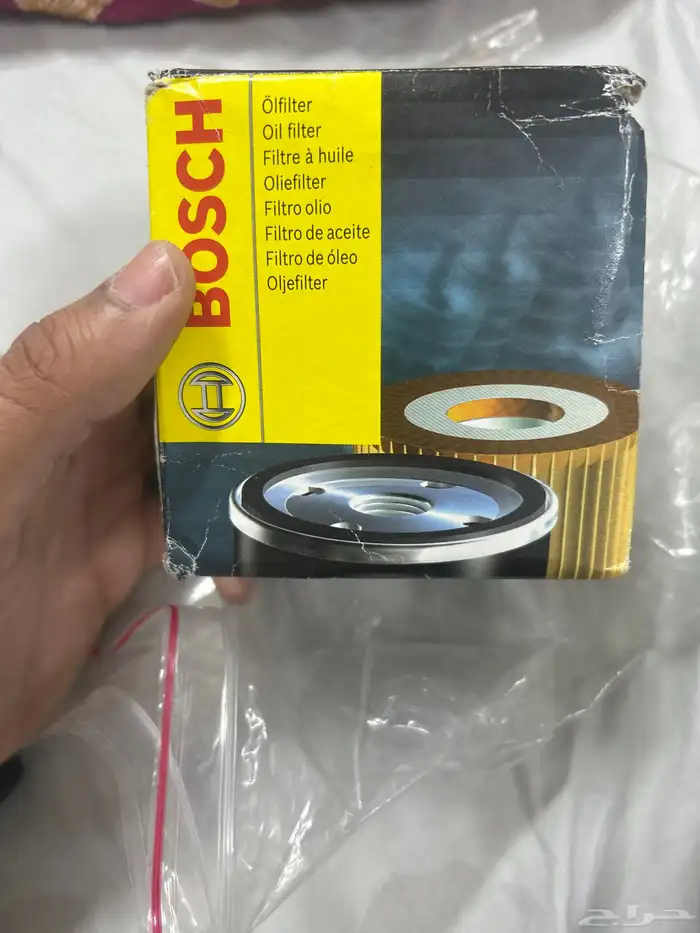 BOSCH
Ölfilter
Oil filter
Filtre à huile
Oliefilter
Filtro olio
Filtro de aceite
Filtro de óleo
Oljefilter
حراج